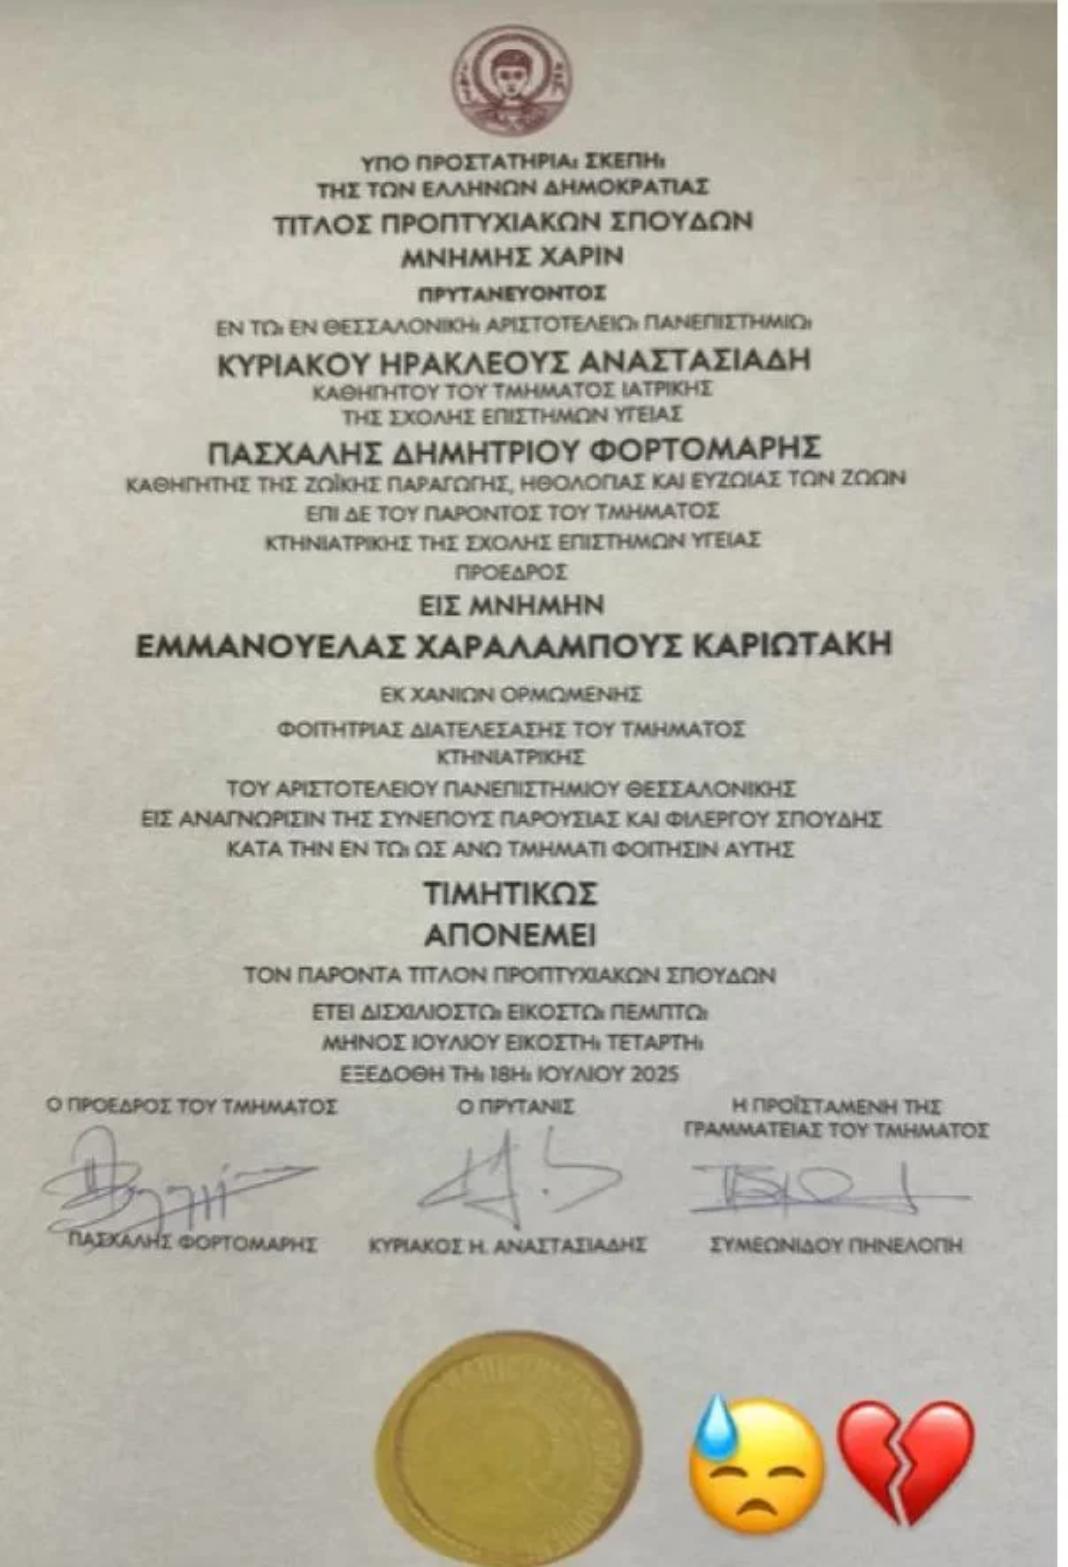 ΥΠΟ ΠΡΟΣΤΑΤΗΡΙΑι ΣΚΕΠΗι
ΤΗΣ ΤΩΝ ΕΛΛΗΝΩΝ ΔΗΜΟΚΡΑΤΙΑΣ
ΤΙΤΛΟΣ ΠΡΟΠΤΥΧΙΑΚΩΝ ΣΠΟΥΔΩΝ
ΜΝΗΜΗΣ ΧΑΡΙΝ
ΠΡΥΤΑΝΕΥΟΝΤΟΣ
ΕΝ ΤΩι ΕΝ ΘΕΣΣΑΛΟΝΙΚΗι ΑΡΙΣΤΟΤΕΛΕΙΩι ΠΑΝΕΠΙΣΤΗΜΙΩι
ΚΥΡΙΑΚΟΥ ΗΡΑΚΛΕΟΥΣ ΑΝΑΣΤΑΣΙΑΔΗ
ΚΑΘΗΓΗΤΟΥ ΤΟΥ ΤΜΗΜΑΤΟΣ ΙΑΤΡΙΚΗΣ
ΤΗΣ ΣΧΟΛΗΣ ΕΠΙΣΤΗΜΩΝ ΥΓΕΙΑΣ
ΠΑΣΧΑΛΗΣ ΔΗΜΗΤΡΙΟΥ ΦΟΡΤΟΜΑΡΗΣ
ΚΑΘΗΓΗΤΗΣ ΤΗΣ ΖΩΪΚΗΣ ΠΑΡΑΓΩΓΗΣ, ΗΘΟΛΟΓΙΑΣ ΚΑΙ ΕΥΖΩΙΑΣ ΤΩΝ ΖΩΩΝ
ΕΠΙ ΔΕ ΤΟΥ ΠΑΡΟΝΤΟΣ ΤΟΥ ΤΜΗΜΑΤΟΣ
ΚΤΗΝΙΑΤΡΙΚΗΣ ΤΗΣ ΣΧΟΛΗΣ ΕΠΙΣΤΗΜΩΝ ΥΓΕΙΑΣ
ΠΡΟΕΔΡΟΣ
ΕΙΣ ΜΝΗΜΗΝ
ΕΜΜΑΝΟΥΕΛΑΣ ΧΑΡΑΛΑΜΠΟΥΣ ΚΑΡΙΩΤΑΚΗ
ΕΚ ΧΑΝΙΩΝ ΟΡΜΩΜΕΝΗΣ
ΦΟΙΤΗΤΡΙΑΣ ΔΙΑΤΕΛΕΣΑΣΗΣ ΤΟΥ ΤΜΗΜΑΤΟΣ
ΚΤΗΝΙΑΤΡΙΚΗΣ
ΤΟΥ ΑΡΙΣΤΟΤΕΛΕΙΟΥ ΠΑΝΕΠΙΣΤΗΜΙΟΥ ΘΕΣΣΑΛΟΝΙΚΗΣ
ΕΙΣ ΑΝΑΓΝΩΡΙΣΙΝ ΤΗΣ ΣΥΝΕΠΟΥΣ ΠΑΡΟΥΣΙΑΣ ΚΑΙ ΦΙΛΕΡΓΟΥ ΣΠΟΥΔΗΣ
ΚΑΤΑ ΤΗΝ ΕΝ ΤΩι ΩΣ ΑΝΩ ΤΜΗΜΑΤΙ ΦΟΙΤΗΣΙΝ ΑΥΤΗΣ
ΤΙΜΗΤΙΚΩΣ
ΑΠΟΝΕΜΕΙ
ΤΟΝ ΠΑΡΟΝΤΑ ΤΙΤΛΟΝ ΠΡΟΠΤΥΧΙΑΚΩΝ ΣΠΟΥΔΩΝ
ΕΤΕΙ ΔΙΣΧΙΛΙΟΣΤΩι ΕΙΚΟΣΤΩι ΠΕΜΠΤΩι
ΜΗΝΟΣ ΙΟΥΛΙΟΥ ΕΙΚΟΣΤΗι ΤΕΤΑΡΤΗι
ΕΞΕΔΟΘΗ ΤΗι 18Ηι ΙΟΥΛΙΟΥ 2025
Ο ΠΡΟΕΔΡΟΣ ΤΟΥ ΤΜΗΜΑΤΟΣ
Ο ΠΡΥΤΑΝΙΣ
Η ΠΡΟΪΣΤΑΜΕΝΗ ΤΗΣ
ΓΡΑΜΜΑΤΕΙΑΣ ΤΟΥ ΤΜΗΜΑΤΟΣ
ΠΑΣΧΑΛΗΣ ΦΟΡΤΟΜΑΡΗΣ
ΚΥΡΙΑΚΟΣ Η. ΑΝΑΣΤΑΣΙΑΔΗΣ
ΣΥΜΕΩΝΙΔΟΥ ΠΗΝΕΛΟΠΗ